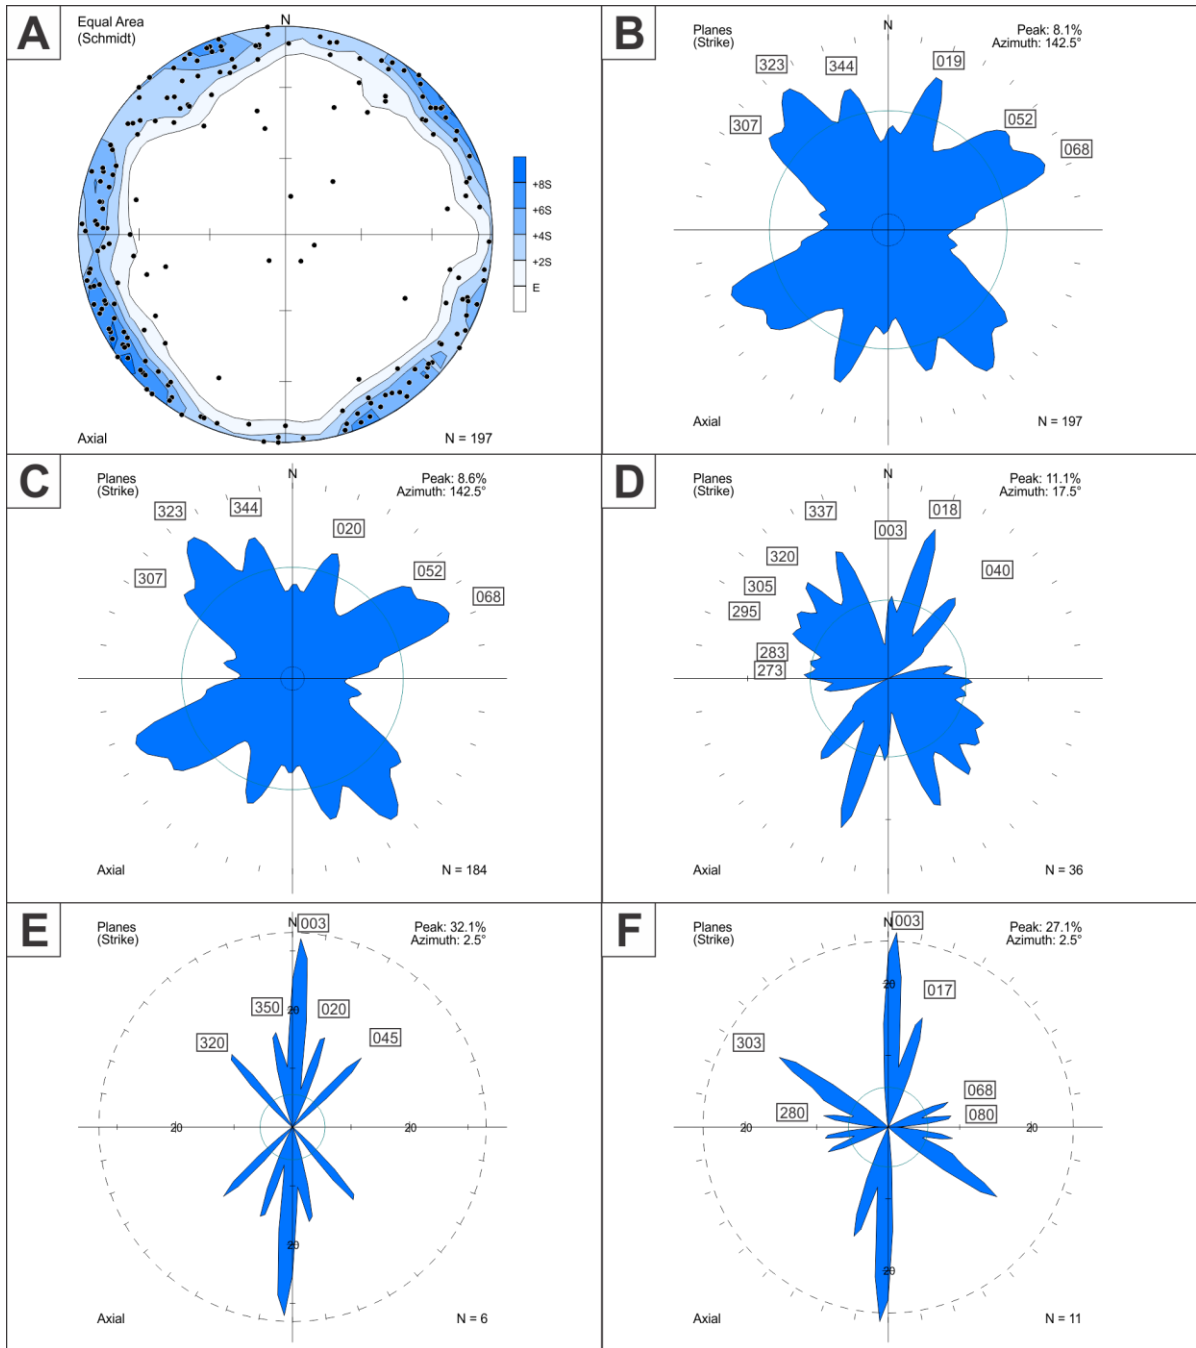 A
Equal Area
(Schmidt)
N
+8S
+6S
+4S
+2S
E
Axial
N = 197
B
Planes
(Strike)
N
Peak: 8.1%
Azimuth: 142.5°
323
344
019
307
052
068
Axial
N = 197
C
Planes
(Strike)
N
Peak: 8.6%
Azimuth: 142.5°
323
344
020
307
052
068
Axial
N = 184
D
Planes
(Strike)
N
Peak: 11.1%
Azimuth: 17.5°
337
018
003
320
040
305
295
283
273
Axial
N = 36
E
Planes
(Strike)
N
003
Peak: 32.1%
Azimuth: 2.5°
350
20
020
320
045
20
20
20
Axial
N = 6
F
Planes
(Strike)
N
003
Peak: 27.1%
Azimuth: 2.5°
20
017
303
068
280
080
20
20
20
Axial
N = 11